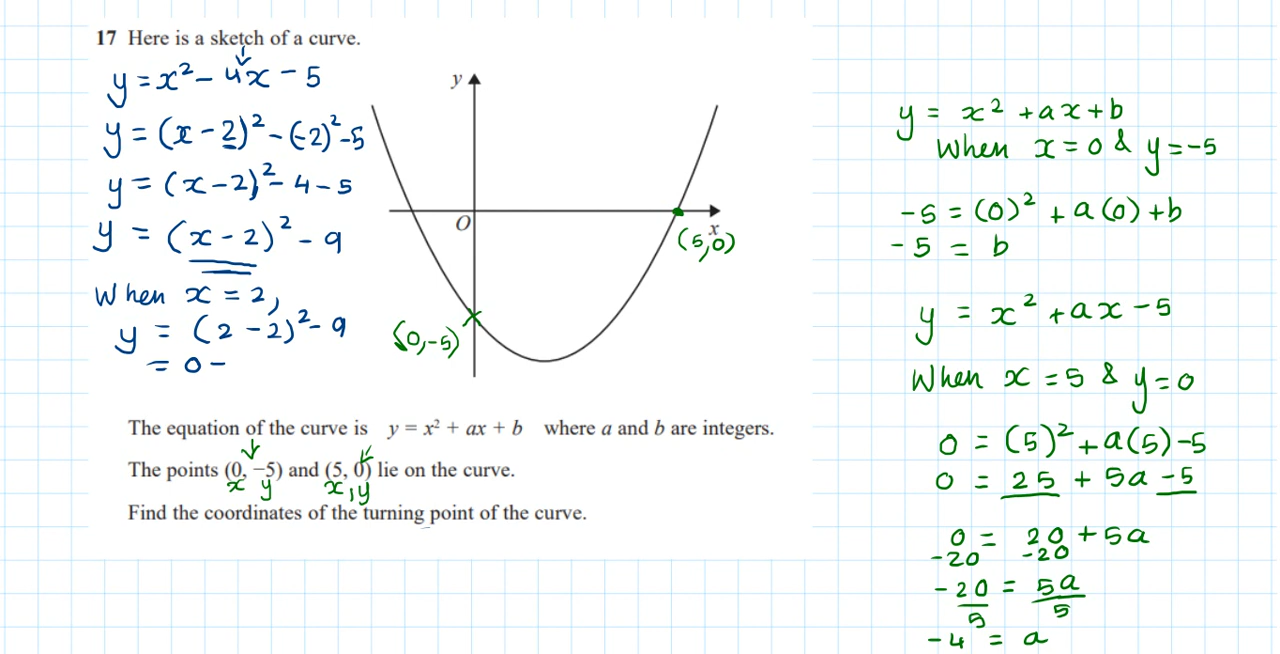 17 Here is a sketch of a curve.
y = x² - 4x - 5
y = (x - 2)² - (-2)² - 5
y = (x - 2)² - 4 - 5
y = (x - 2)² - 9
When x = 2,
y = (2 - 2)² - 9
= 0 -
y
O
x
(5,0)
(0,-5)
The equation of the curve is y = x² + ax + b where a and b are integers.
The points (0, −5) and (5, 0) lie on the curve.
x y x, y
Find the coordinates of the turning point of the curve.
y = x² + ax + b
When x = 0 & y = -5
-5 = (0)² + a(0) + b
-5 = b
y = x² + ax - 5
When x = 5 & y = 0
0 = (5)² + a(5) - 5
0 = 25 + 5a - 5
0 = 20 + 5a
-20 -20
-20 = 5a
5 5
-4 = a